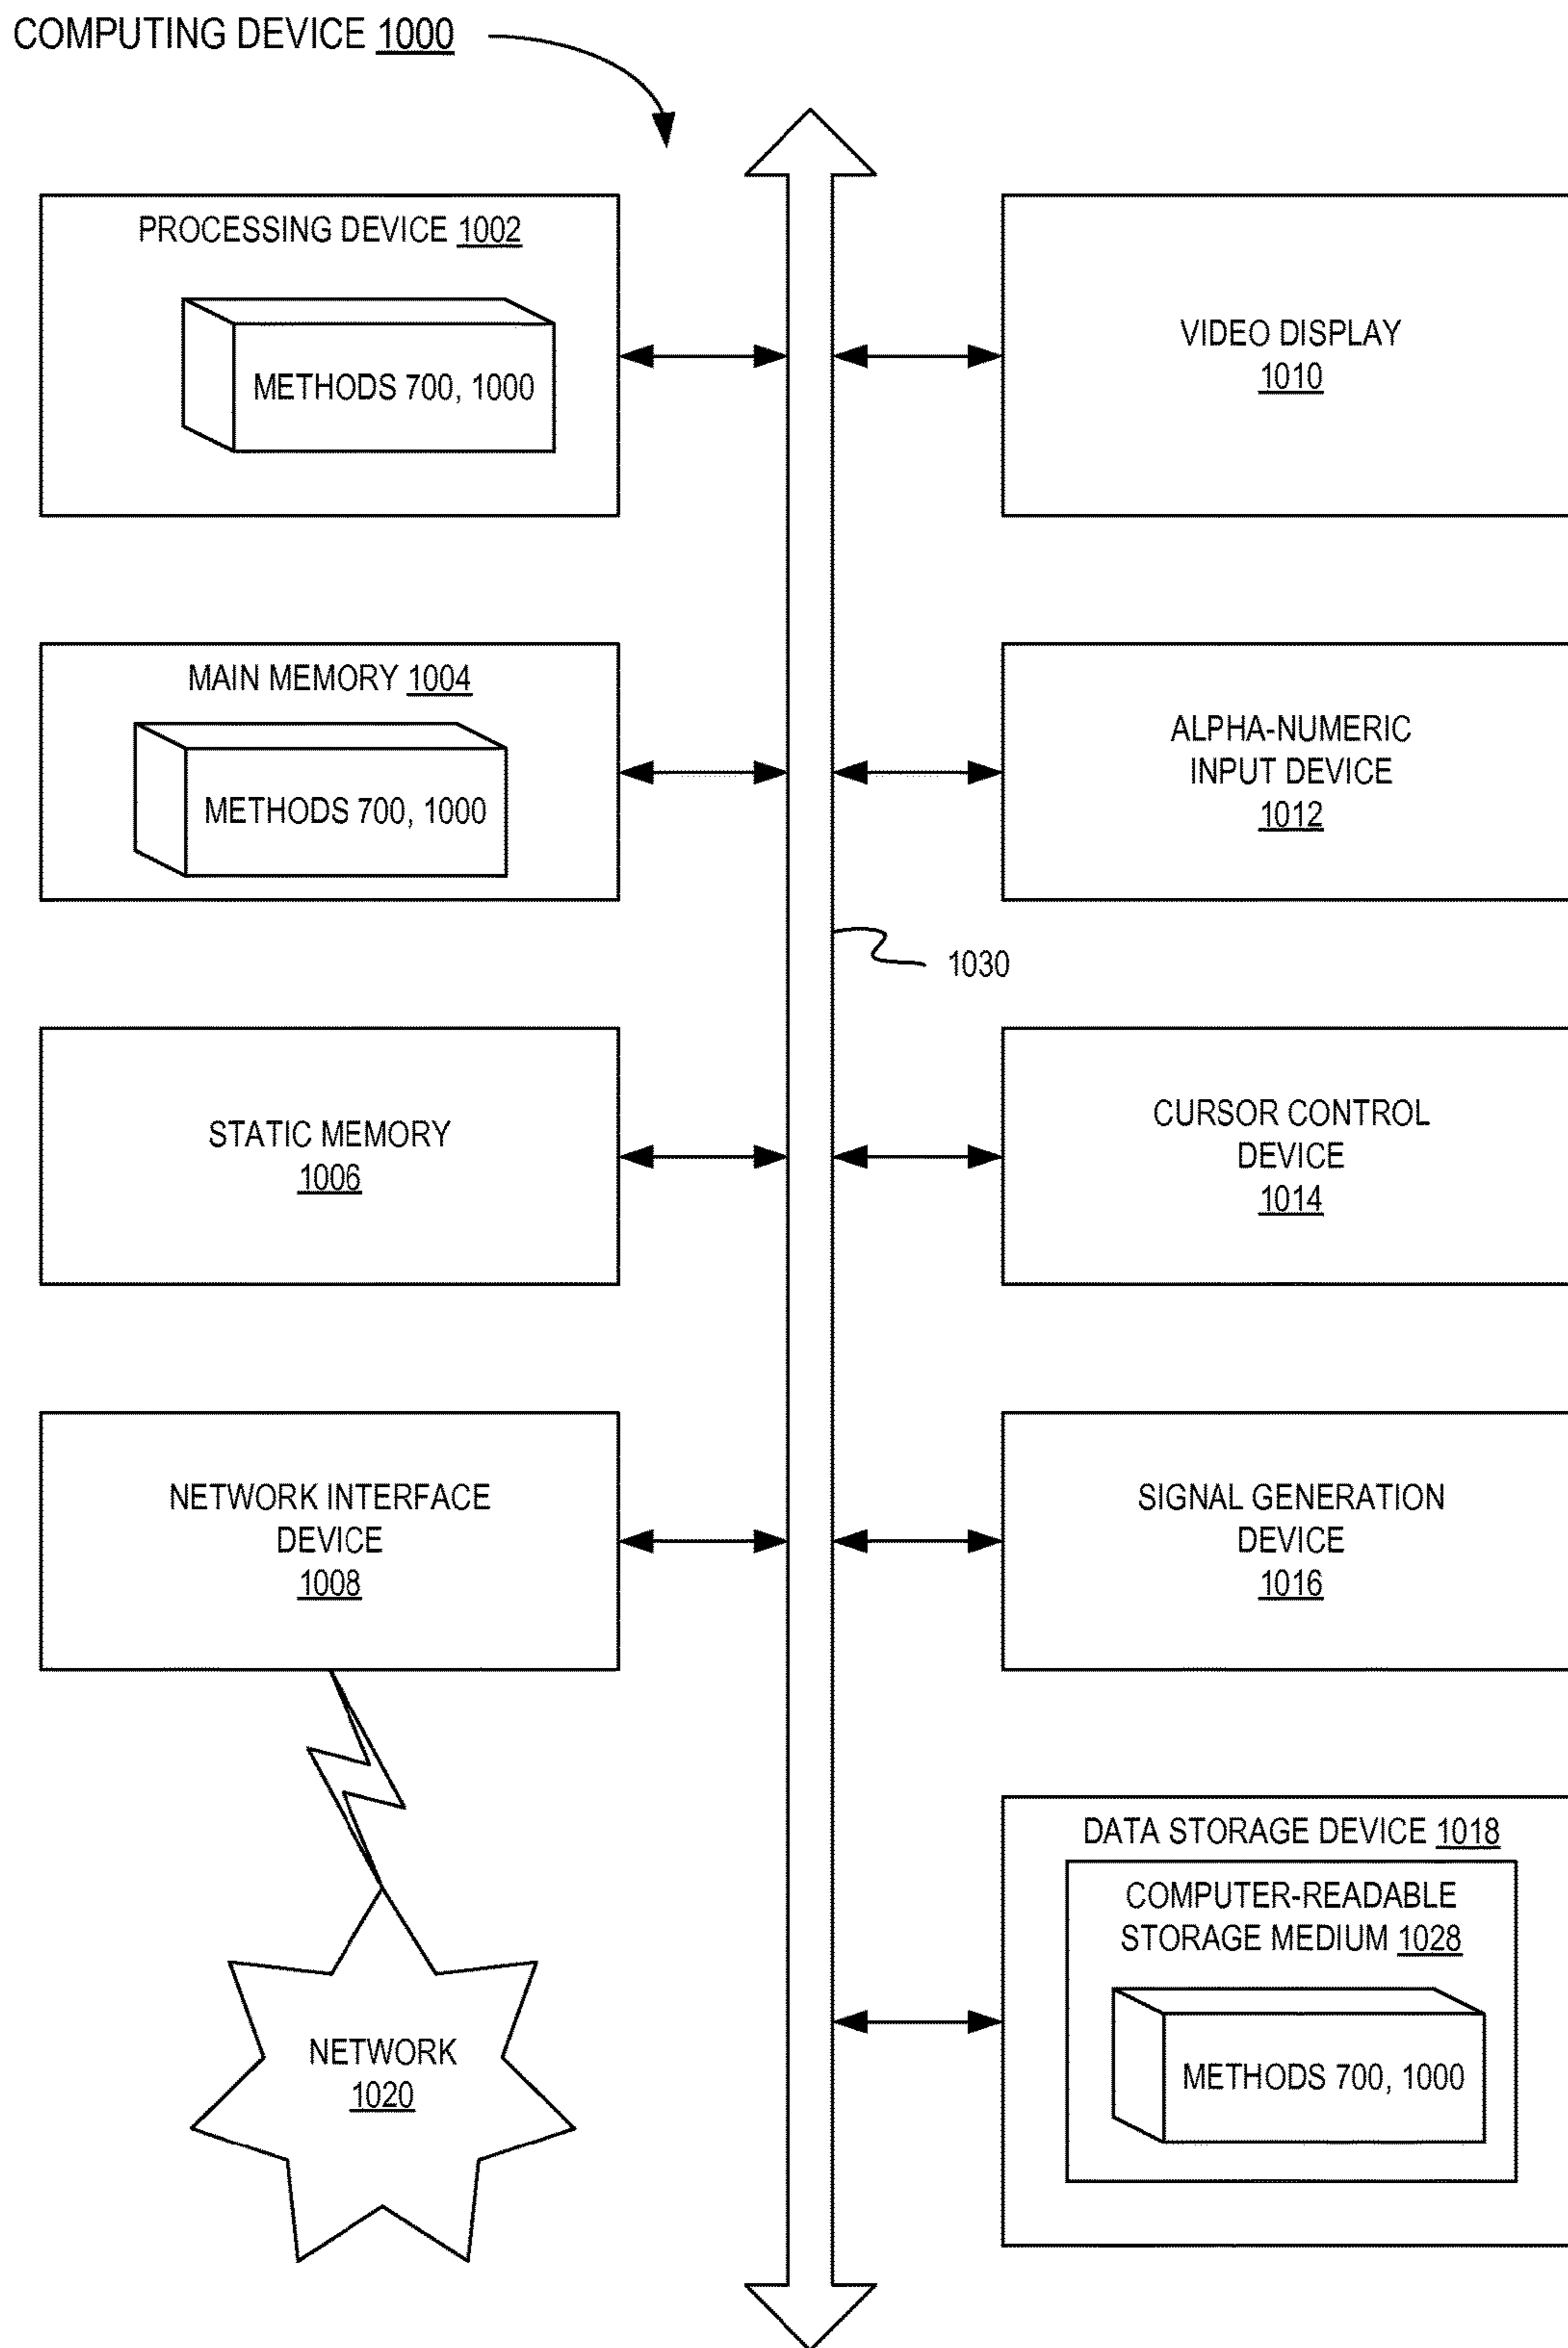 COMPUTING DEVICE 1000
PROCESSING DEVICE 1002
METHODS 700, 1000
MAIN MEMORY 1004
METHODS 700, 1000
STATIC MEMORY
1006
NETWORK INTERFACE
DEVICE
1008
NETWORK
1020
VIDEO DISPLAY
1010
ALPHA-NUMERIC
INPUT DEVICE
1012
1030
CURSOR CONTROL
DEVICE
1014
SIGNAL GENERATION
DEVICE
1016
DATA STORAGE DEVICE 1018
COMPUTER-READABLE
STORAGE MEDIUM 1028
METHODS 700, 1000